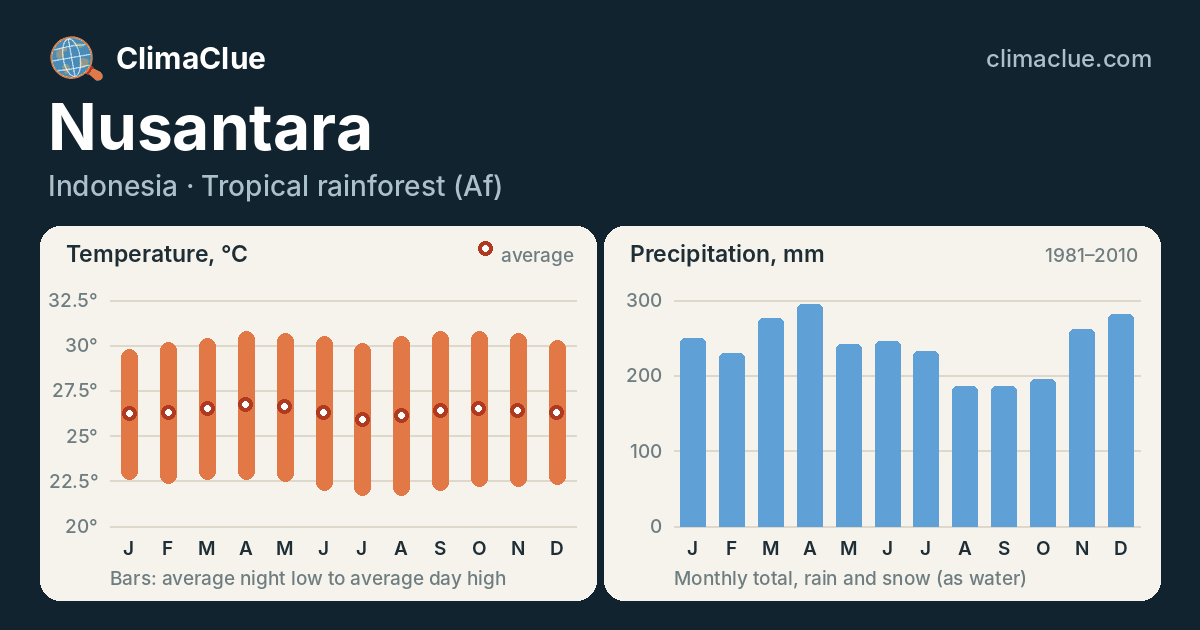 ClimaClue
climaclue.com
Nusantara
Indonesia · Tropical rainforest (Af)
Temperature, °C
average
32.5°
30°
27.5°
25°
22.5°
20°
J F M A M J J A S O N D
Bars: average night low to average day high
Precipitation, mm
1981–2010
300
200
100
0
J F M A M J J A S O N D
Monthly total, rain and snow (as water)